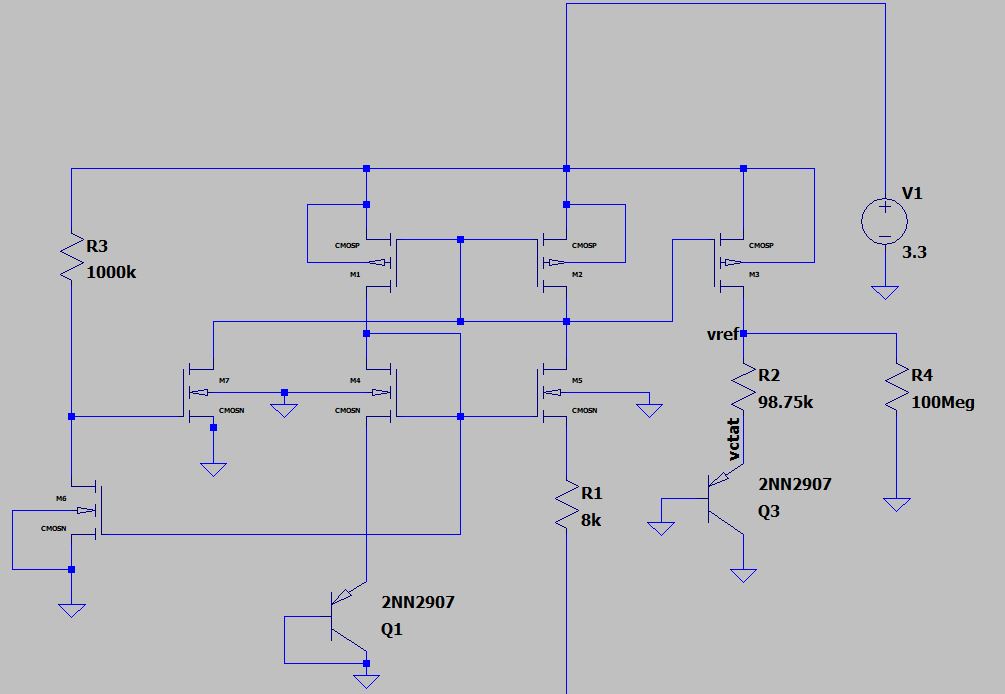 V1
3.3
R3
1000k
CMOSP
M1
CMOSP
M2
CMOSP
M3
vref
M7
CMOSN
M4
CMOSN
M5
CMOSN
R2
98.75k
R4
100Meg
vctat
M6
CMOSN
R1
8k
2NN2907
Q3
2NN2907
Q1